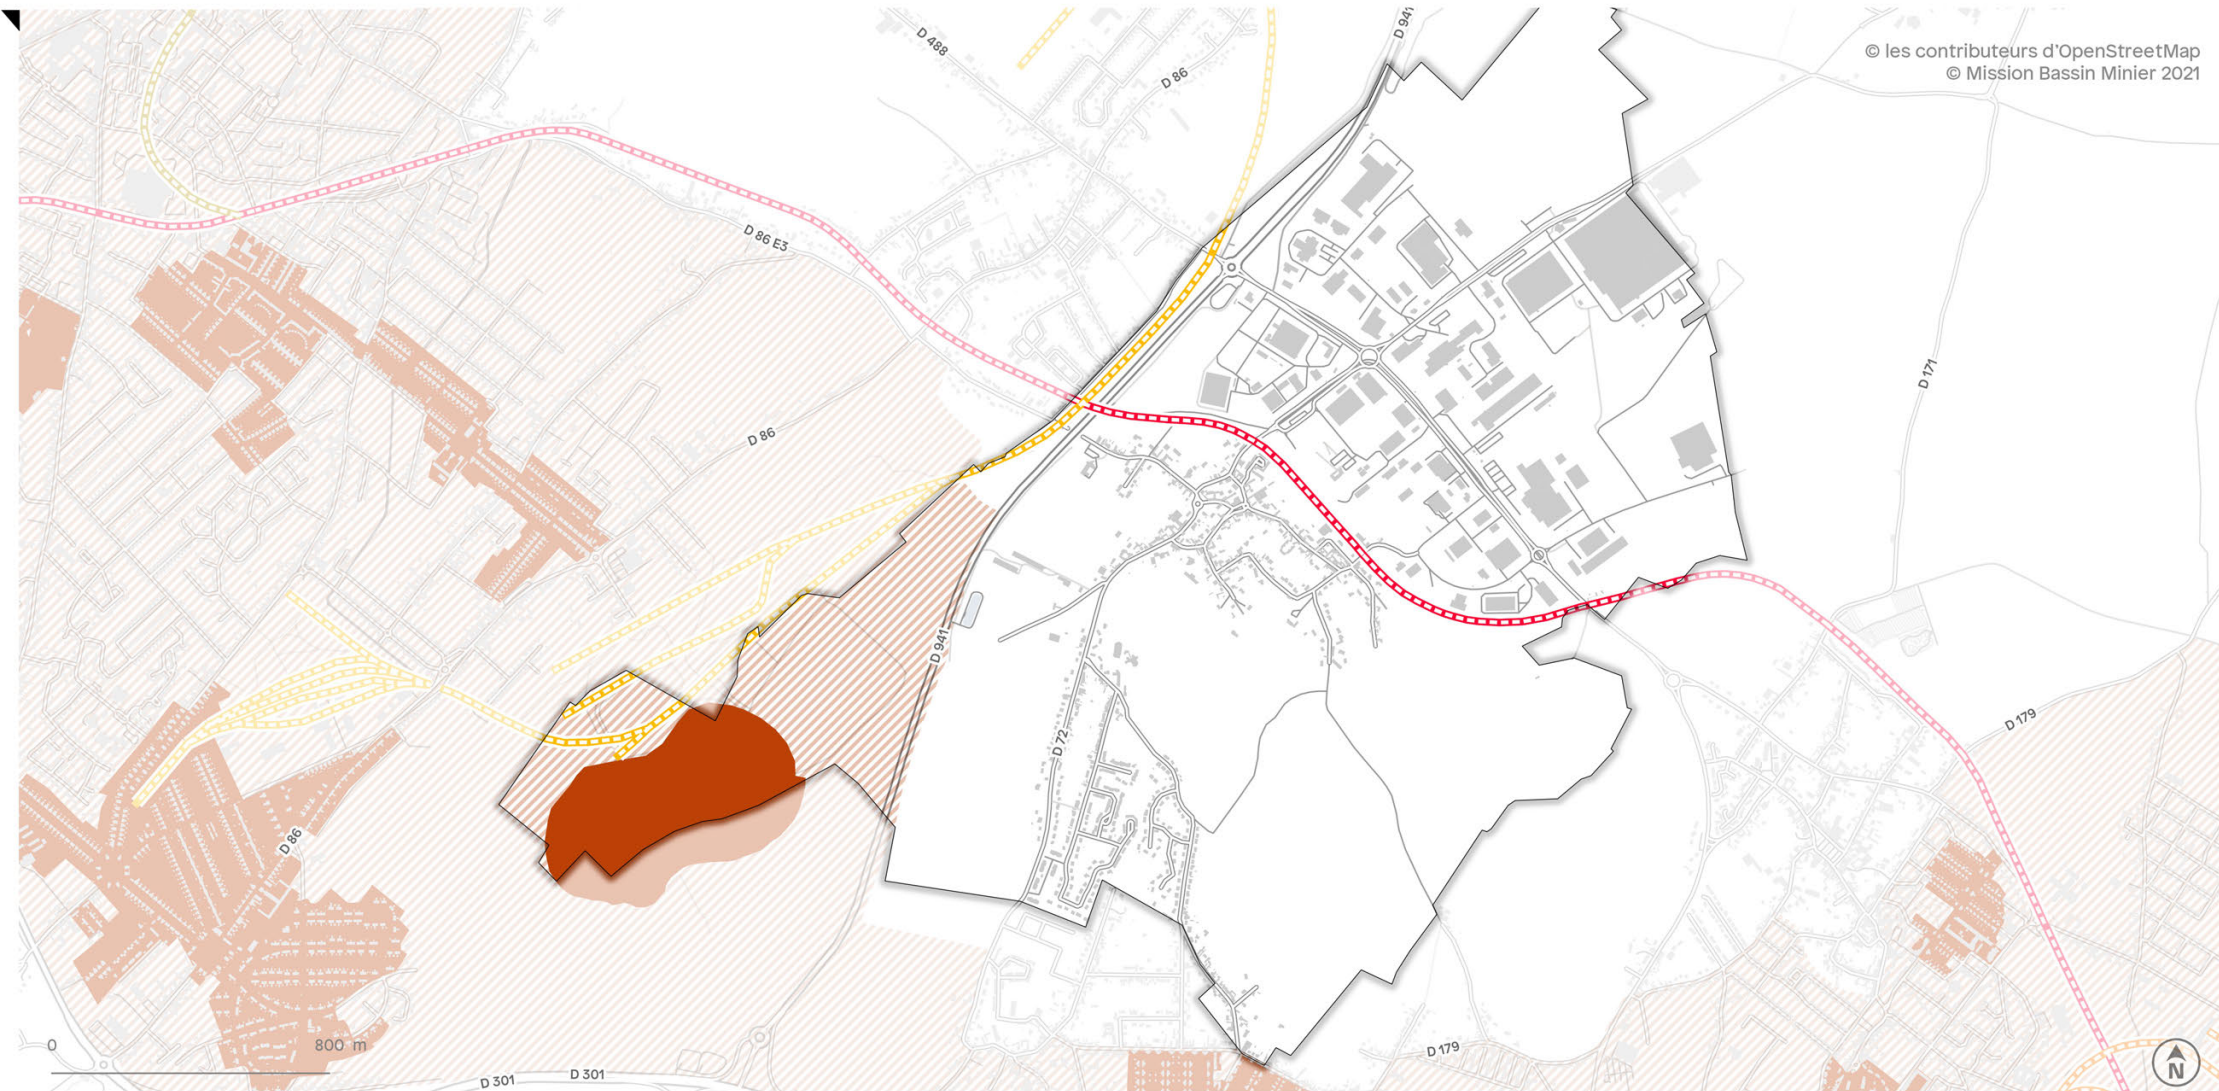 D 941
D 488
© les contributeurs d'OpenStreetMap
© Mission Bassin Minier 2021
D 86
D 86 E3
D 171
D 86
D 941
D 179
D 72
D 86
0 800 m
D 179
D 301
D 301
N